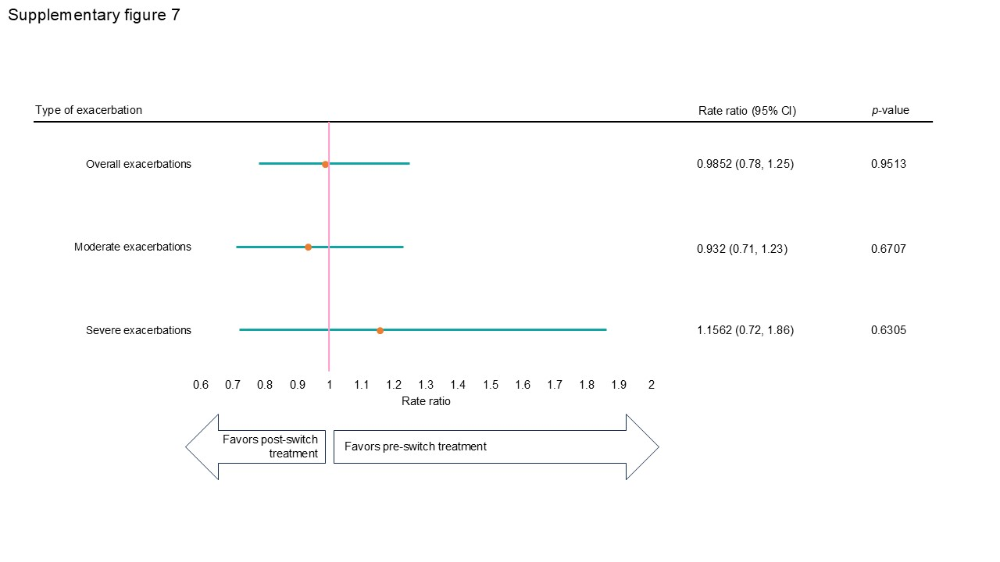 Supplementary figure 7
Type of exacerbation Rate ratio (95% CI) p-value
Overall exacerbations 0.9852 (0.78, 1.25) 0.9513
Moderate exacerbations 0.932 (0.71, 1.23) 0.6707
Severe exacerbations 1.1562 (0.72, 1.86) 0.6305
0.6 0.7 0.8 0.9 1 1.1 1.2 1.3 1.4 1.5 1.6 1.7 1.8 1.9 2
Rate ratio
Favors post-switch
treatment
Favors pre-switch treatment